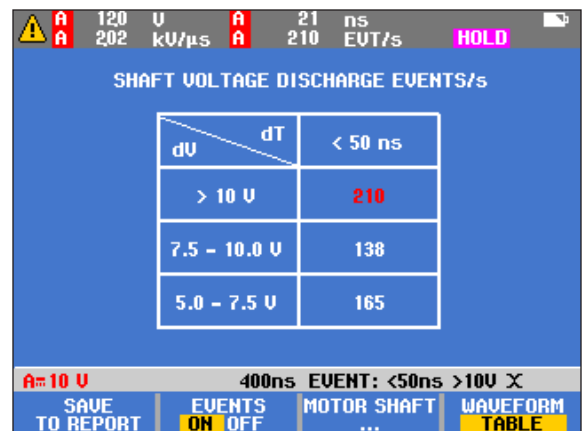 A 120 V A 21 ns
A 202 kV/µs A 210 EVT/s HOLD
SHAFT VOLTAGE DISCHARGE EVENTS/s
dV dT < 50 ns
> 10 V 210
7.5 - 10.0 V 138
5.0 - 7.5 V 165
A 10 V 400ns EVENT: <50ns >10V
SAVE TO REPORT EVENTS ON OFF MOTOR SHAFT ... WAVEFORM TABLE